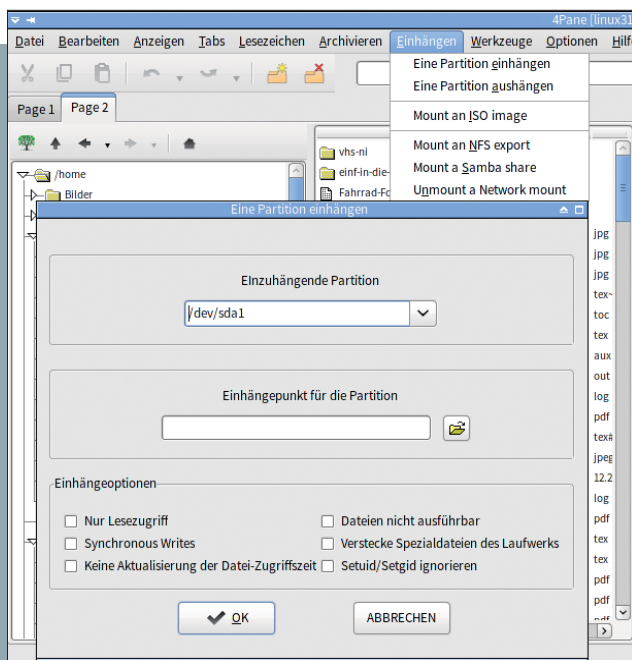 4Pane [linux31
Datei Bearbeiten Anzeigen Tabs Lesezeichen Archivieren Einhängen Werkzeuge Optionen Hilf
Eine Partition einhängen
Eine Partition aushängen
Mount an ISO image
Mount an NFS export
Mount a Samba share
Unmount a Network mount
Page 1 Page 2
/home
Bilder
vhs-ni
einf-in-die-
Fahrrad-Fo
Eine Partition einhängen
EInzuhängende Partition
/dev/sda1
Einhängepunkt für die Partition
Einhängeoptionen
Nur Lesezugriff
Dateien nicht ausführbar
Synchronous Writes
Verstecke Spezialdateien des Laufwerks
Keine Aktualisierung der Datei-Zugriffszeit
Setuid/Setgid ignorieren
OK
ABBRECHEN
jpg
jpg
jpg
tex~
toc
tex
aux
out
log
pdf
tex#
jpeg
12.2
log
pdf
tex
tex
pdf
pdf
pdf